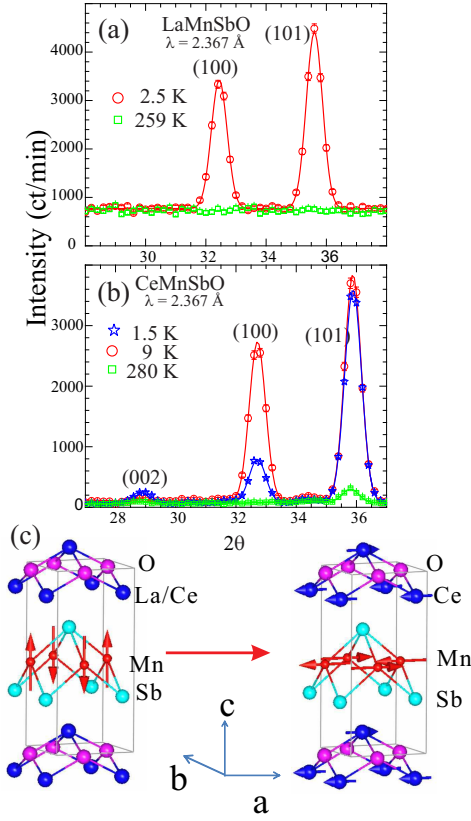 (a)
LaMnSbO
λ = 2.367 Å
(100)
(101)
2.5 K
259 K
4000
3000
2000
1000
0
30
32
34
36
Intensity (ct/min)
(b)
CeMnSbO
λ = 2.367 Å
1.5 K
9 K
280 K
(002)
(100)
(101)
3000
2000
1000
0
28
30
31
33
34
36
2θ
(c)
O
La/Ce
Mn
Sb
O
Ce
Mn
Sb
c
b
a